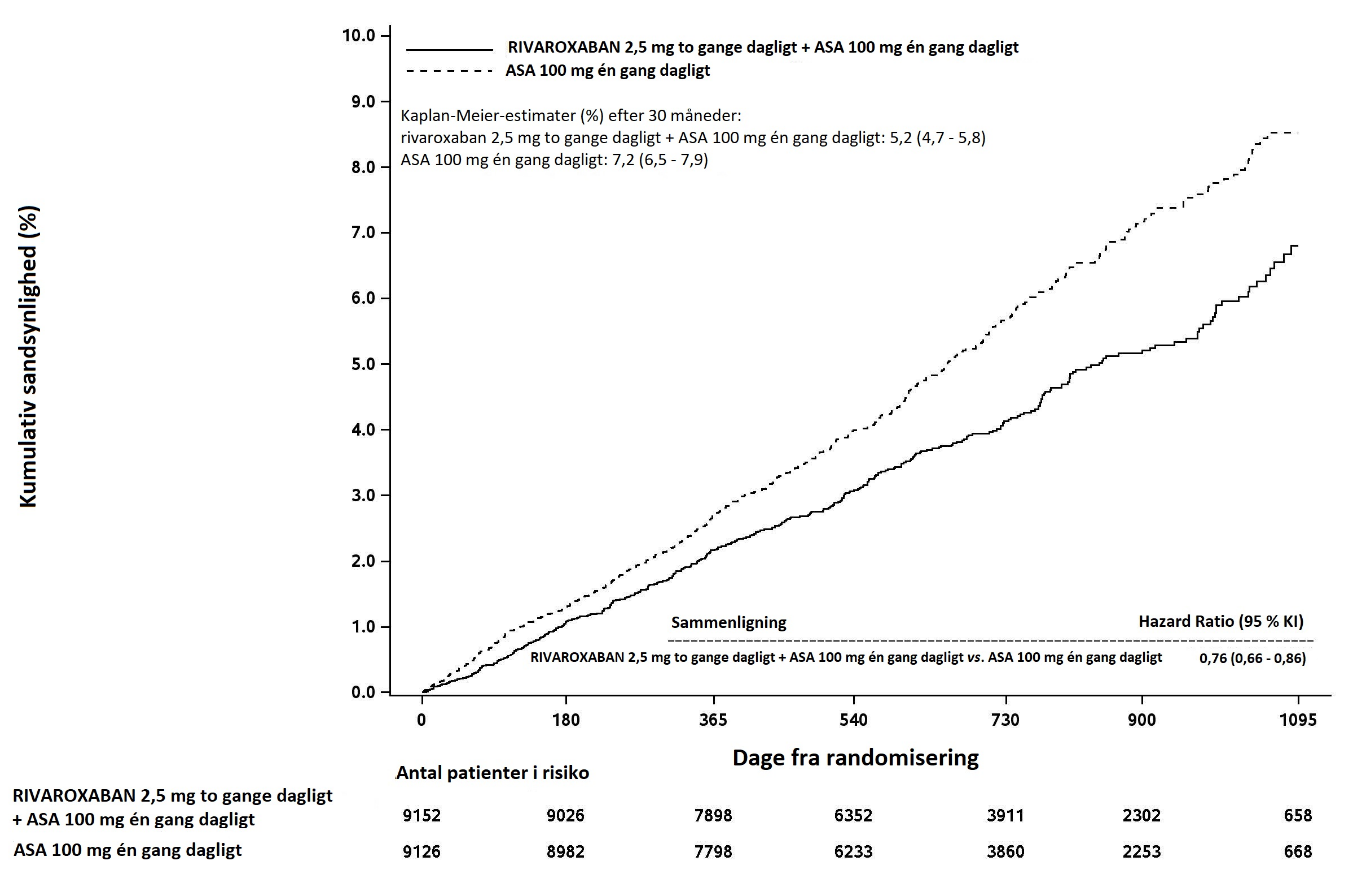 10.0
RIVAROXABAN 2,5 mg to gange dagligt + ASA 100 mg én gang dagligt
ASA 100 mg én gang dagligt
9.0
Kaplan-Meier-estimater (%) efter 30 måneder:
rivaroxaban 2,5 mg to gange dagligt + ASA 100 mg én gang dagligt: 5,2 (4,7 - 5,8)
ASA 100 mg én gang dagligt: 7,2 (6,5 - 7,9)
8.0
7.0
6.0
5.0
4.0
3.0
2.0
1.0
0.0
Kumulativ sandsynlighed (%)
Sammenligning Hazard Ratio (95 % KI)
RIVAROXABAN 2,5 mg to gange dagligt + ASA 100 mg én gang dagligt vs. ASA 100 mg én gang dagligt 0,76 (0,66 - 0,86)
0 180 365 540 730 900 1095
Dage fra randomisering
Antal patienter i risiko
RIVAROXABAN 2,5 mg to gange dagligt
+ ASA 100 mg én gang dagligt 9152 9026 7898 6352 3911 2302 658
ASA 100 mg én gang dagligt 9126 8982 7798 6233 3860 2253 668